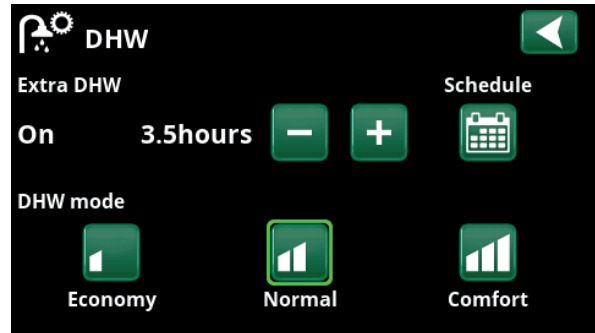 DHW
Extra DHW
Schedule
On 3.5hours - +
DHW mode
Economy Normal Comfort